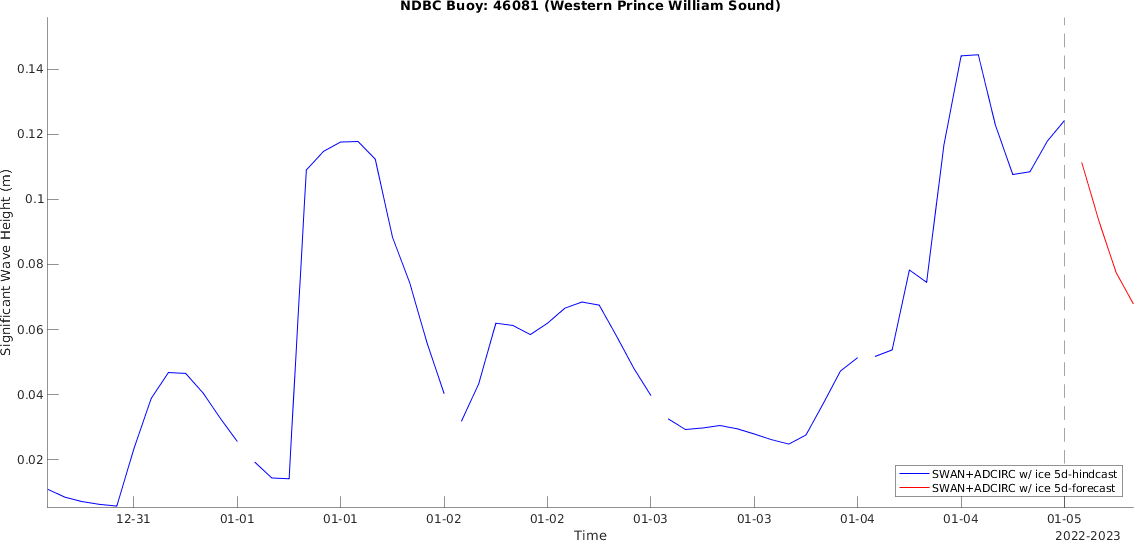 NDBC Buoy: 46081 (Western Prince William Sound)
Significant Wave Height (m)
0.14
0.12
0.1
0.08
0.06
0.04
0.02
SWAN+ADCIRC w/ ice 5d-hindcast
SWAN+ADCIRC w/ ice 5d-forecast
12-31 01-01 01-01 01-02 01-02 01-03 01-03 01-04 01-04 01-05
Time
2022-2023